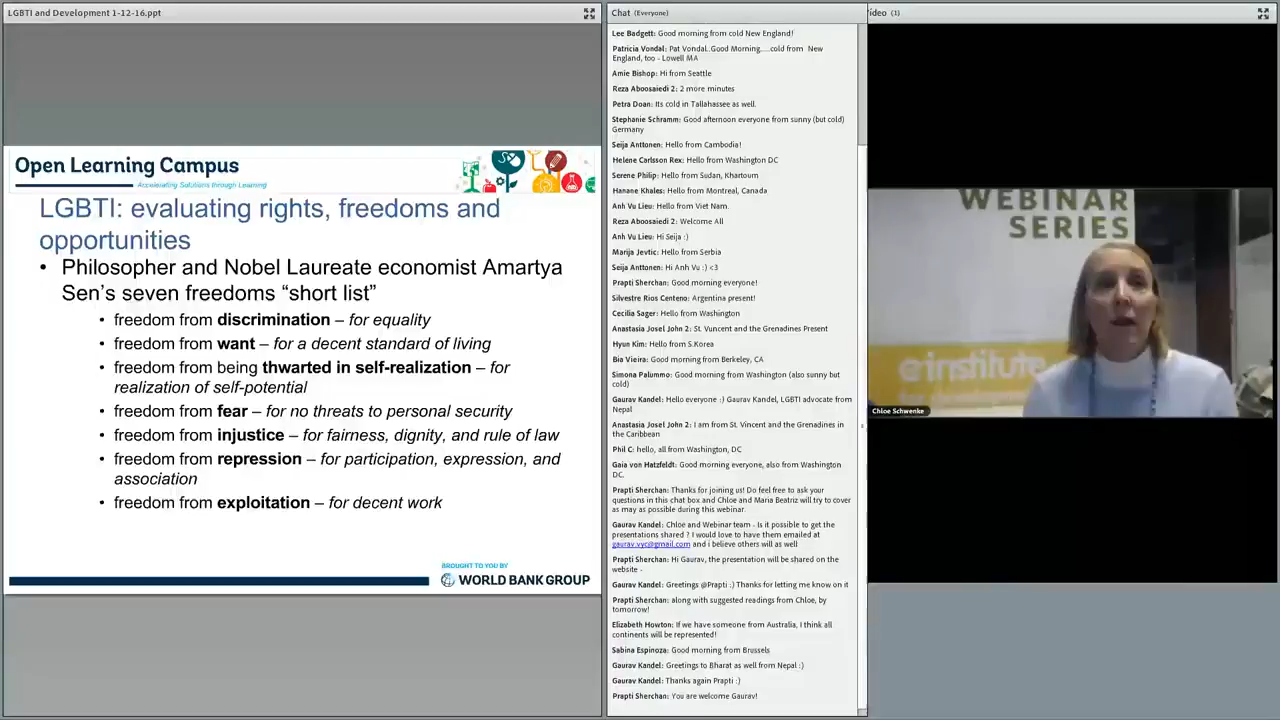 LGBTI and Development 1-12-16.ppt
Open Learning Campus
Accelerating Solutions through Learning
LGBTI: evaluating rights, freedoms and
opportunities
• Philosopher and Nobel Laureate economist Amartya
Sen's seven freedoms "short list"
• freedom from discrimination – for equality
• freedom from want – for a decent standard of living
• freedom from being thwarted in self-realization – for
realization of self-potential
• freedom from fear – for no threats to personal security
• freedom from injustice – for fairness, dignity, and rule of law
• freedom from repression – for participation, expression, and
association
• freedom from exploitation – for decent work
BROUGHT TO YOU BY
WORLD BANK GROUP
Chat (Everyone)
Lee Badgett: Good morning from cold New England!
Patricia Vondal: Pat Vondal..Good Morning.....cold from New
England, too - Lowell MA
Amie Bishop: Hi from Seattle
Reza Aboosaiedi 2: 2 more minutes
Petra Doan: Its cold in Tallahassee as well.
Stephanie Schramm: Good afternoon everyone from sunny (but cold)
Germany
Seija Anttonen: Hello from Cambodia!
Helene Carlsson Rex: Hello from Washington DC
Serene Philip: Hello from Sudan, Khartoum
Hanane Khales: Hello from Montreal, Canada
Anh Vu Lieu: Hello from Viet Nam.
Reza Aboosaiedi 2: Welcome All
Anh Vu Lieu: Hi Seija :)
Marija Jevtic: Hello from Serbia
Seija Anttonen: Hi Anh Vu :) <3
Prapti Sherchan: Good morning everyone!
Silvestre Rios Centeno: Argentina present!
Cecilia Sager: Hello from Washington
Anastasia Josel John 2: St. Vuncent and the Grenadines Present
Hyun Kim: Hello from S.Korea
Bia Vieira: Good morning from Berkeley, CA
Simona Palummo: Good morning from Washington (also sunny but
cold)
Gaurav Kandel: Hello everyone :) Gaurav Kandel, LGBTI advocate from
Nepal
Anastasia Josel John 2: I am from St. Vincent and the Grenadines in
the Caribbean
Phil C: hello, all from Washington, DC
Gaia von Hatzfeldt: Good morning everyone, also from Washington
DC.
Prapti Sherchan: Thanks for joining us! Do feel free to ask your
questions in this chat box and Chloe and Maria Beatriz will try to cover
as may as possible during this webinar.
Gaurav Kandel: Chloe and Webinar team - Is it possible to get the
presentations shared ? I would love to have them emailed at
gaurav.vyc@gmail.com and i believe others will as well
Prapti Sherchan: Hi Gaurav, the presentation will be shared on the
website -
Gaurav Kandel: Greetings @Prapti :) Thanks for letting me know on it
Prapti Sherchan: along with suggested readings from Chloe, by
tomorrow!
Elizabeth Howton: If we have someone from Australia, I think all
continents will be represented!
Sabina Espinoza: Good morning from Brussels
Gaurav Kandel: Greetings to Bharat as well from Nepal :)
Gaurav Kandel: Thanks again Prapti :)
Prapti Sherchan: You are welcome Gaurav!
ideo (1)
WEBINAR
SERIES
e institute
Chloe Schwenke